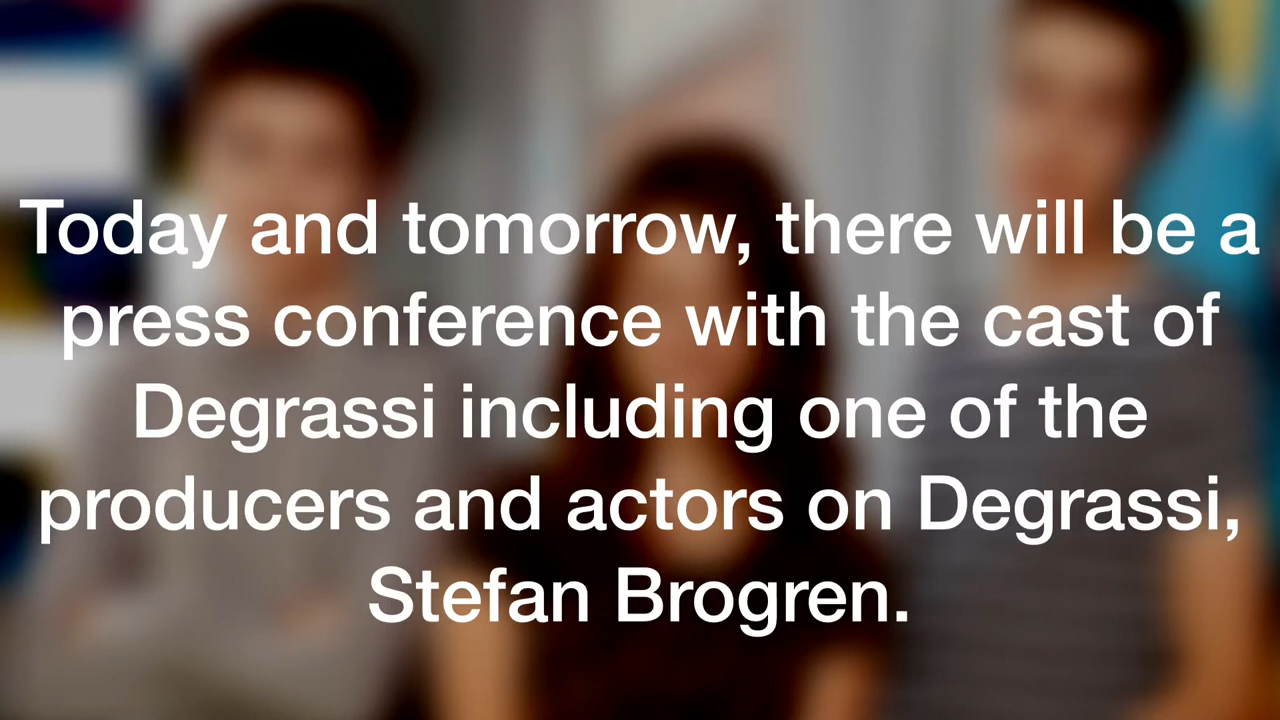 Today and tomorrow, there will be a
press conference with the cast of
Degrassi including one of the
producers and actors on Degrassi,
Stefan Brogren.